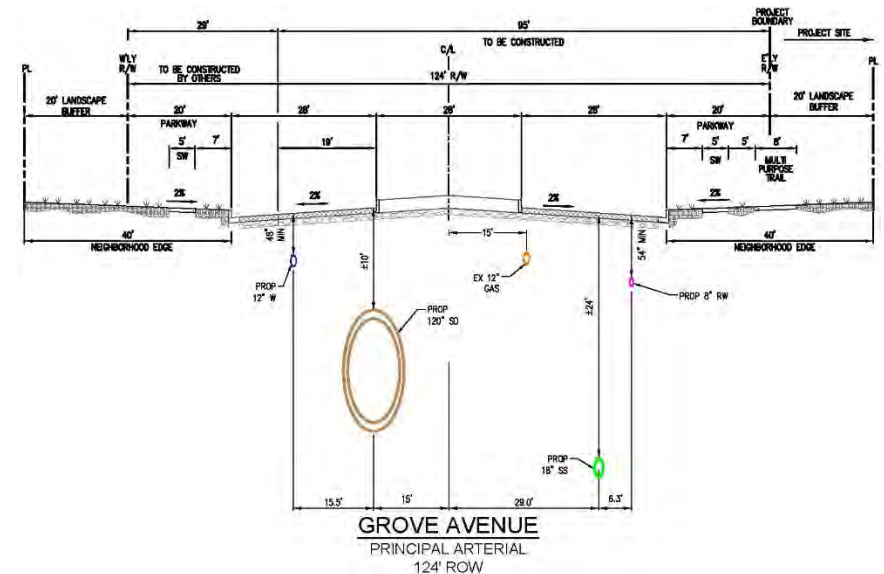 PROJECT
BOUNDARY
29'
95'
PROJECT SITE
TO BE CONSTRUCTED
C/L
PL
W'LY
R/W
TO BE CONSTRUCTED
BY OTHERS
124' R/W
E'LY
R/W
PL
20' LANDSCAPE
BUFFER
20'
PARKWAY
28'
28'
28'
20'
PARKWAY
20' LANDSCAPE
BUFFER
5'
SW
7'
19'
7'
5'
SW
5'
8'
MULTI
PURPOSE
TRAIL
2%
2%
2%
2%
40'
NEIGHBORHOOD EDGE
48"
MIN
±10'
15'
54" MIN
40'
NEIGHBORHOOD EDGE
PROP
12" W
EX 12"
GAS
PROP 8" RW
PROP
120" SD
±24'
PROP
18" SS
15.5'
15'
29.0'
6.3'
GROVE AVENUE
PRINCIPAL ARTERIAL
124' ROW